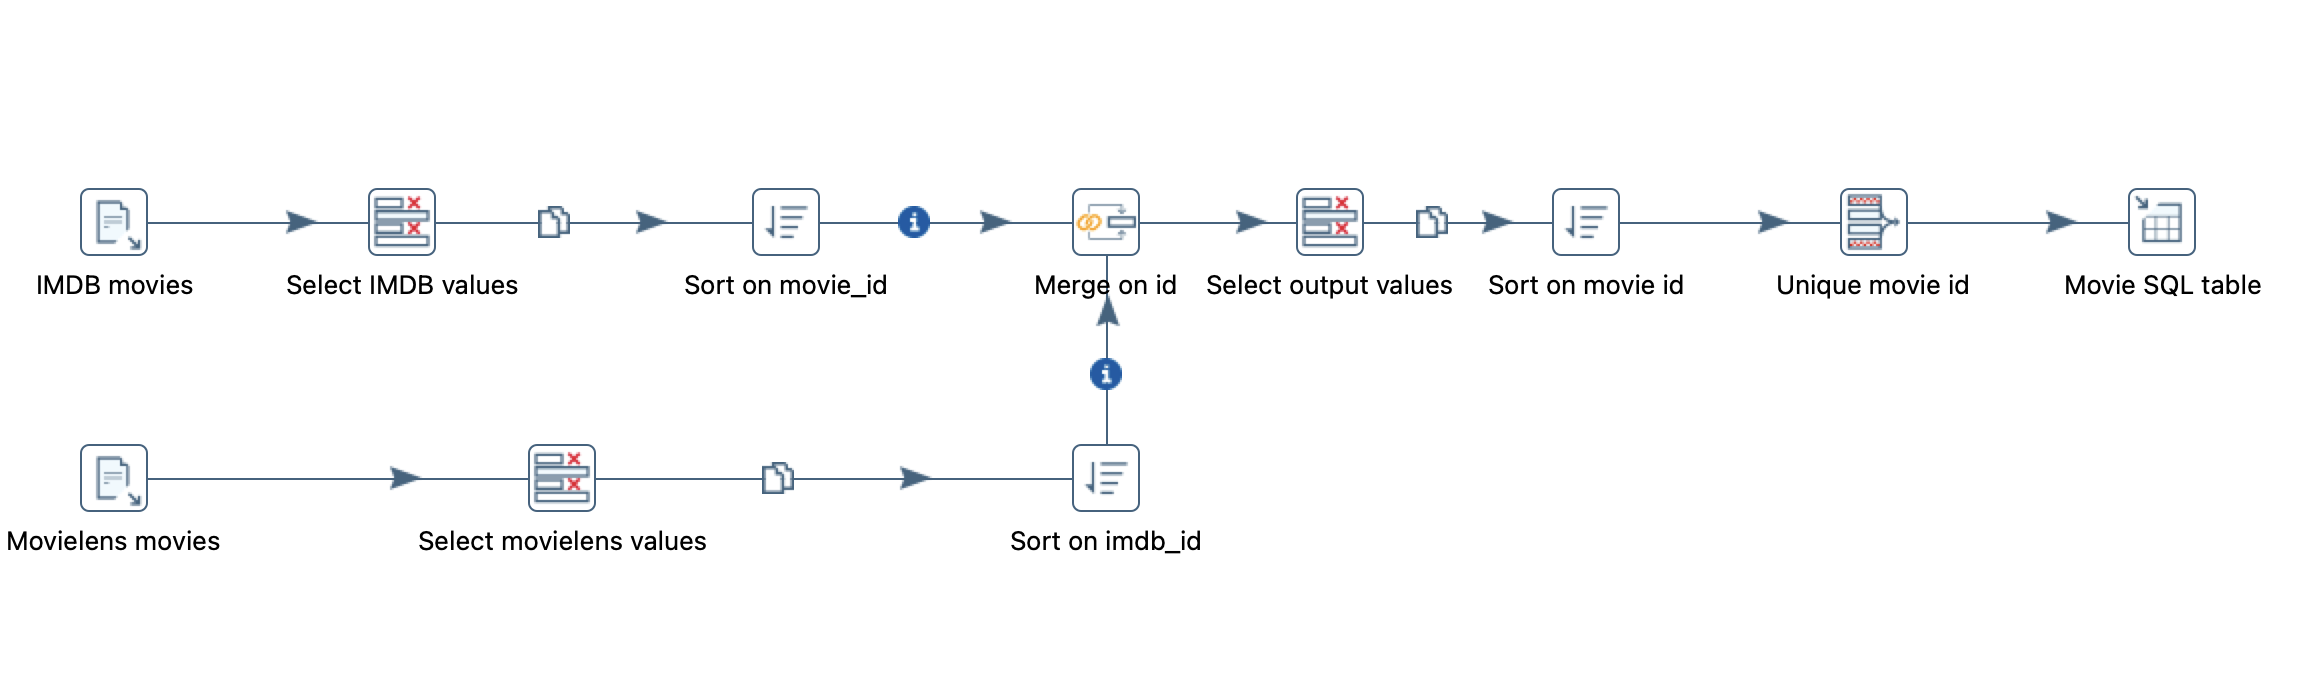 IMDB movies
Select IMDB values
Sort on movie_id
Merge on id
Select output values
Sort on movie id
Unique movie id
Movie SQL table
Movielens movies
Select movielens values
Sort on imdb_id